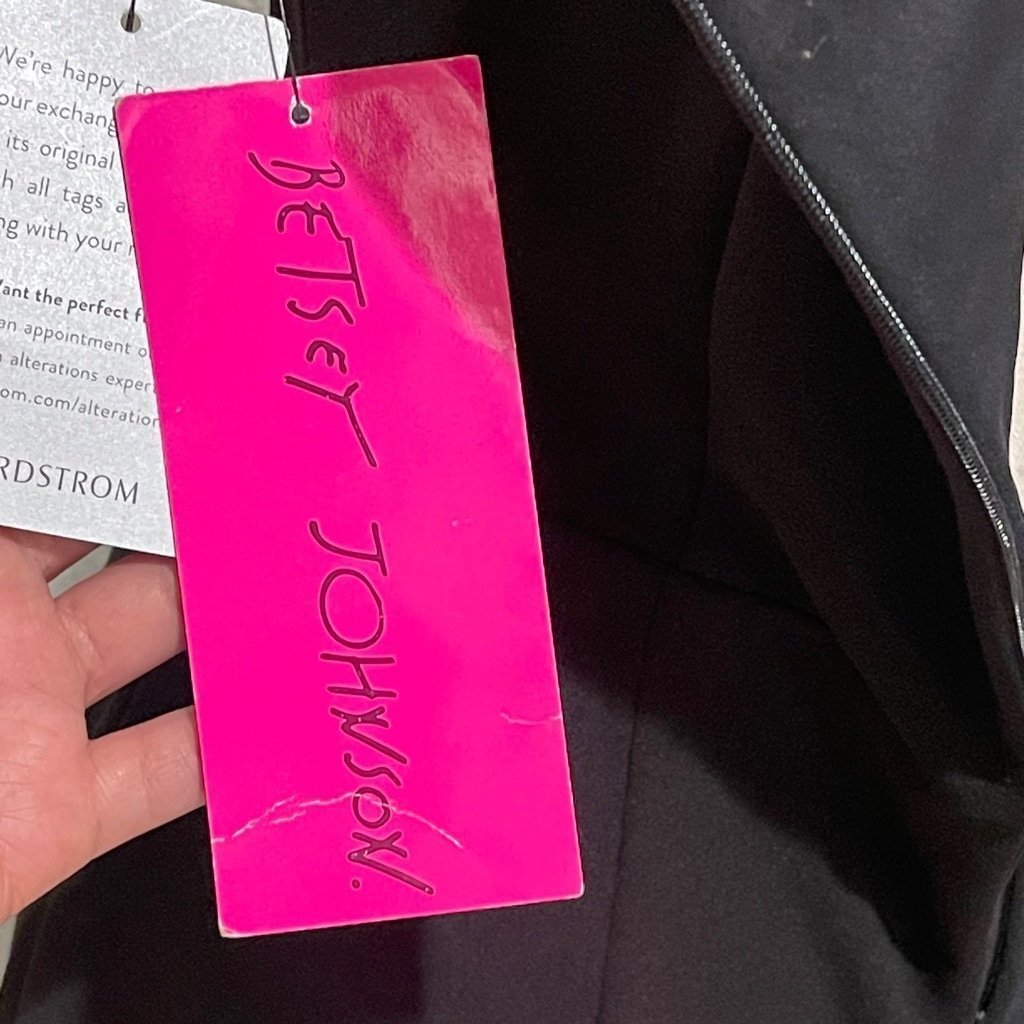 We're happy to
our exchang
its original
h all tags a
ng with your
ant the perfect f
an appointment o
alterations exper
om.com/alteration
RDSTROM
BETSEY JOHNSON.